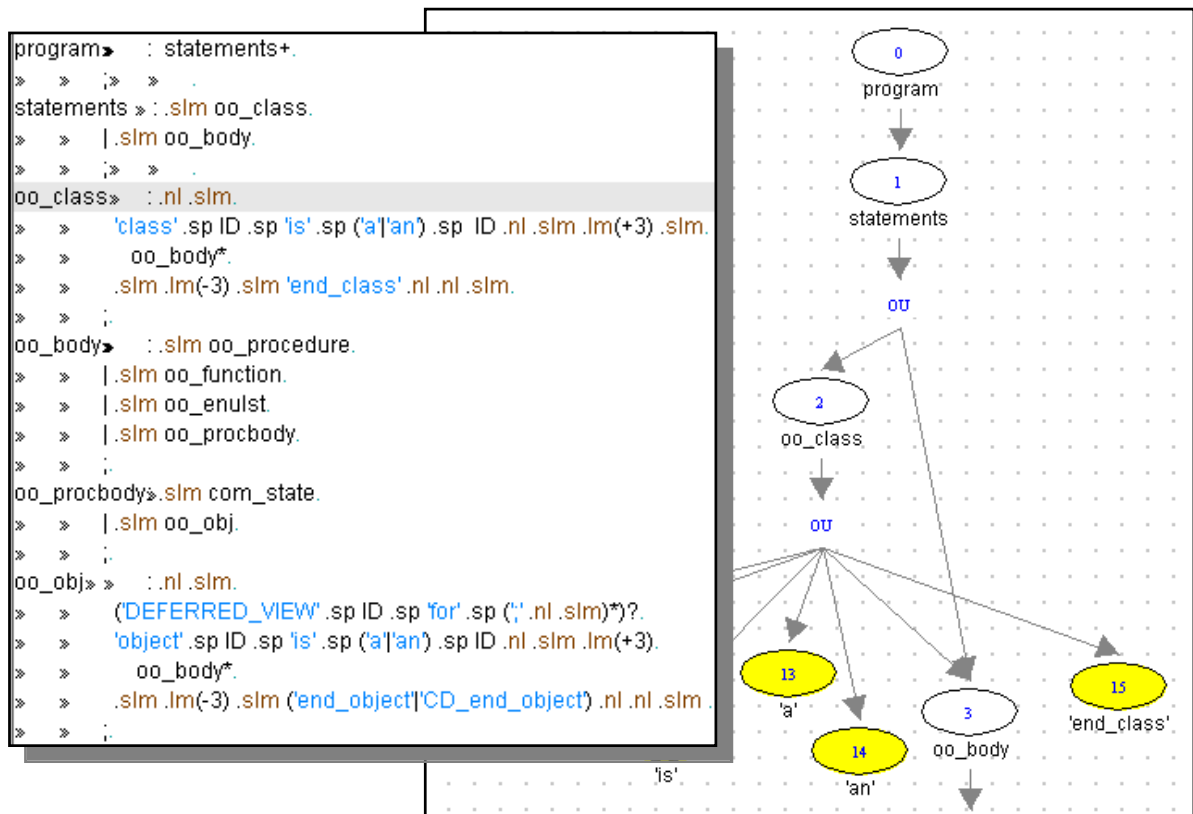 program» : statements+.
» » ;» » .
statements » : .slm oo_class.
» » | .slm oo_body.
» » ;» » .
oo_class» : .nl .slm.
» » 'class' .sp ID .sp 'is' .sp ('a'|'an') .sp ID .nl .slm .lm(+3) .slm.
» » oo_body*.
» » .slm .lm(-3) .slm 'end_class' .nl .nl .slm.
» » ;.
oo_body» : .slm oo_procedure.
» » | .slm oo_function.
» » | .slm oo_enulst.
» » | .slm oo_procbody.
» » ;.
oo_procbody».slm com_state.
» » | .slm oo_obj.
» » ;.
oo_obj» » : .nl .slm.
» » ('DEFERRED_VIEW' .sp ID .sp 'for' .sp (';' .nl .slm)*)?.
» » 'object' .sp ID .sp 'is' .sp ('a'|'an') .sp ID .nl .slm .lm(+3).
» » oo_body*.
» » .slm .lm(-3) .slm ('end_object'|'CD_end_object') .nl .nl .slm .
» » ;.
0
program
1
statements
OU
2
oo_class
OU
13
'a'
14
'an'
3
oo_body
15
'end_class'
'is'